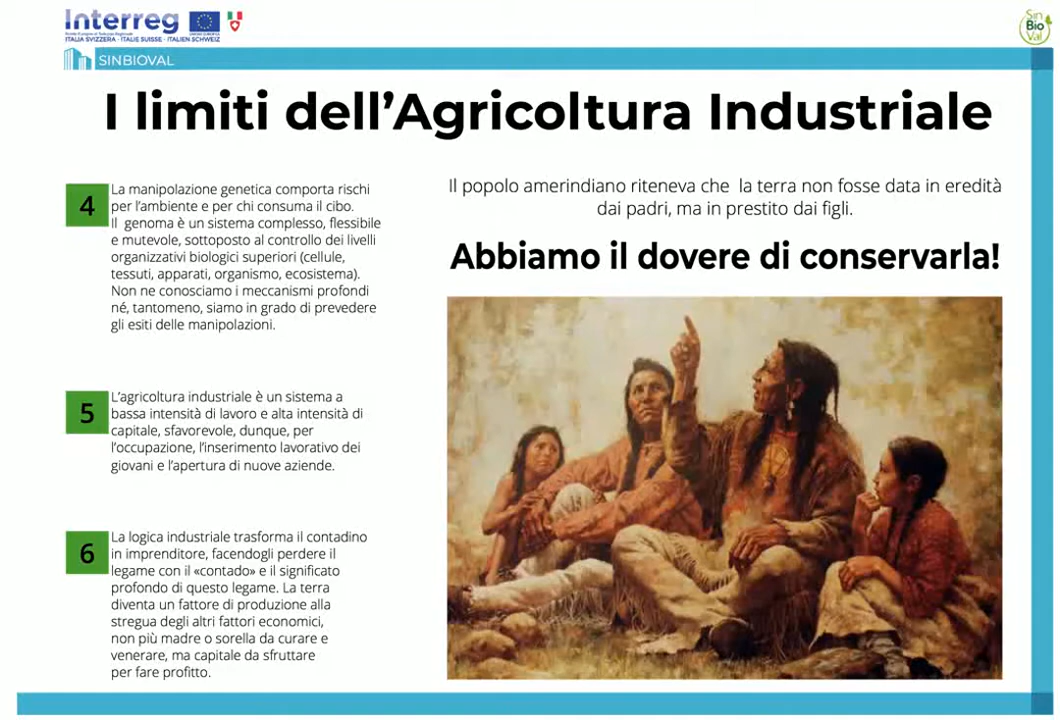 Interreg
UNIONE EUROPEA
ITALIA SVIZZERA · ITALIE SUISSE · ITALIEN SCHWEIZ
Sin
Bio
Val
SINBIOVAL
I limiti dell’Agricoltura Industriale
4
La manipolazione genetica comporta rischi
per l’ambiente e per chi consuma il cibo.
Il genoma è un sistema complesso, flessibile
e mutevole, sottoposto al controllo dei livelli
organizzativi biologici superiori (cellule,
tessuti, apparati, organismo, ecosistema).
Non ne conosciamo i meccanismi profondi
né, tantomeno, siamo in grado di prevedere
gli esiti delle manipolazioni.
5
L’agricoltura industriale è un sistema a
bassa intensità di lavoro e alta intensità di
capitale, sfavorevole, dunque, per
l’occupazione, l’inserimento lavorativo dei
giovani e l’apertura di nuove aziende.
6
La logica industriale trasforma il contadino
in imprenditore, facendogli perdere il
legame con il «contado» e il significato
profondo di questo legame. La terra
diventa un fattore di produzione alla
stregua degli altri fattori economici,
non più madre o sorella da curare e
venerare, ma capitale da sfruttare
per fare profitto.
Il popolo amerindiano riteneva che la terra non fosse data in eredità
dai padri, ma in prestito dai figli.
Abbiamo il dovere di conservarla!